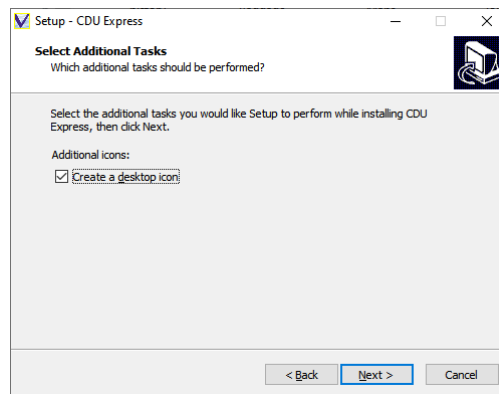 Setup - CDU Express
Select Additional Tasks
Which additional tasks should be performed?
Select the additional tasks you would like Setup to perform while installing CDU
Express, then click Next.
Additional icons:
Create a desktop icon
< Back
Next >
Cancel